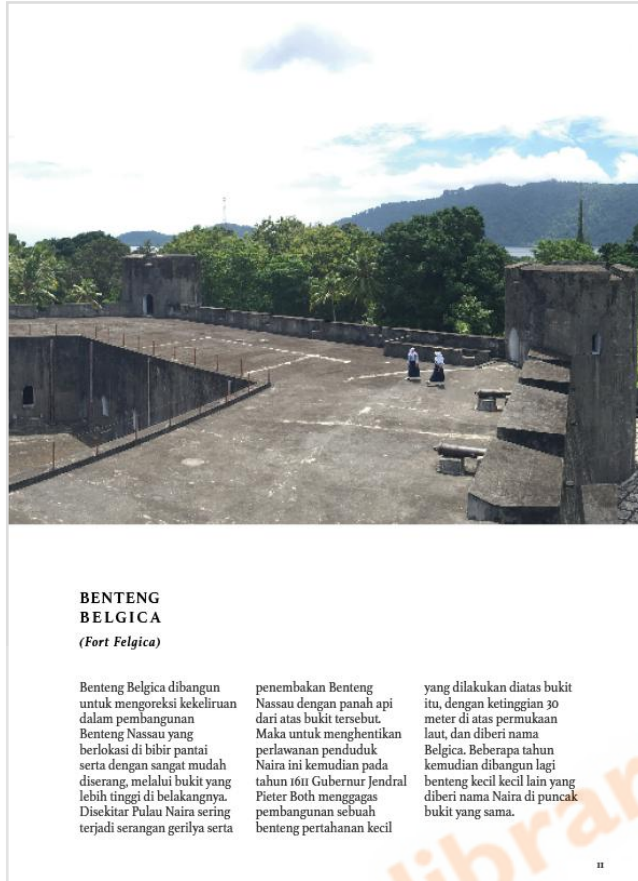 BENTENG
BELGICA
(Fort Felgica)
Benteng Belgica dibangun
untuk mengoreksi kekeliruan
dalam pembangunan
Benteng Nassau yang
berlokasi di bibir pantai
serta dengan sangat mudah
diserang, melalui bukit yang
lebih tinggi di belakangnya.
Disekitar Pulau Naira sering
terjadi serangan gerilya serta
penembakan Benteng
Nassau dengan panah api
dari atas bukit tersebut.
Maka untuk menghentikan
perlawanan penduduk
Naira ini kemudian pada
tahun 1611 Gubernur Jendral
Pieter Both menggagas
pembangunan sebuah
benteng pertahanan kecil
yang dilakukan diatas bukit
itu, dengan ketinggian 30
meter di atas permukaan
laut, dan diberi nama
Belgica. Beberapa tahun
kemudian dibangun lagi
benteng kecil kecil lain yang
diberi nama Naira di puncak
bukit yang sama.
11